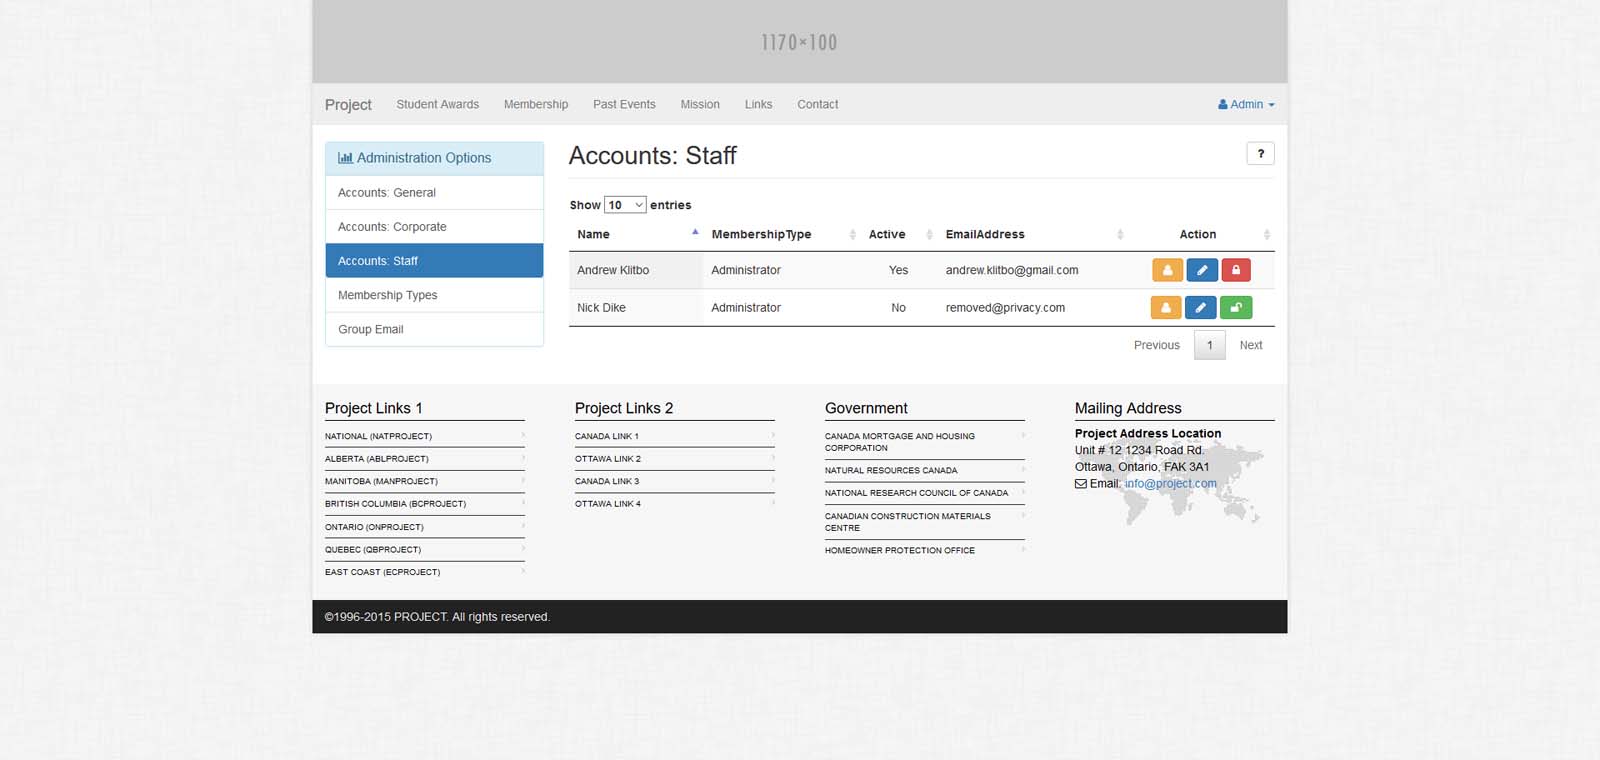 1170×100
Project Student Awards Membership Past Events Mission Links Contact Admin
Administration Options
Accounts: General
Accounts: Corporate
Accounts: Staff
Membership Types
Group Email
Accounts: Staff
?
Show 10 entries
Name MembershipType Active EmailAddress Action
Andrew Klitbo Administrator Yes andrew.klitbo@gmail.com
Nick Dike Administrator No removed@privacy.com
Previous 1 Next
Project Links 1
NATIONAL (NATPROJECT)
ALBERTA (ABLPROJECT)
MANITOBA (MANPROJECT)
BRITISH COLUMBIA (BCPROJECT)
ONTARIO (ONPROJECT)
QUEBEC (QBPROJECT)
EAST COAST (ECPROJECT)
Project Links 2
CANADA LINK 1
OTTAWA LINK 2
CANADA LINK 3
OTTAWA LINK 4
Government
CANADA MORTGAGE AND HOUSING
CORPORATION
NATURAL RESOURCES CANADA
NATIONAL RESEARCH COUNCIL OF CANADA
CANADIAN CONSTRUCTION MATERIALS
CENTRE
HOMEOWNER PROTECTION OFFICE
Mailing Address
Project Address Location
Unit # 12 1234 Road Rd.
Ottawa, Ontario, FAK 3A1
Email: info@project.com
©1996-2015 PROJECT. All rights reserved.